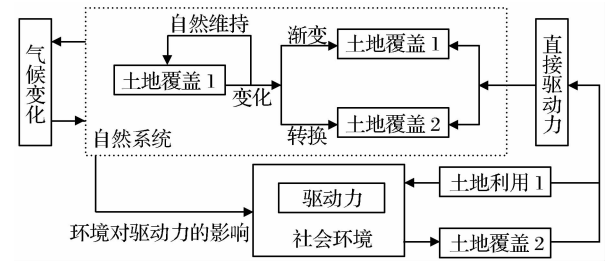 自然维持
渐变
土地覆盖1
气候变化
土地覆盖1
变化
直接驱动力
转换
土地覆盖2
自然系统
驱动力
土地利用1
环境对驱动力的影响
社会环境
土地覆盖2